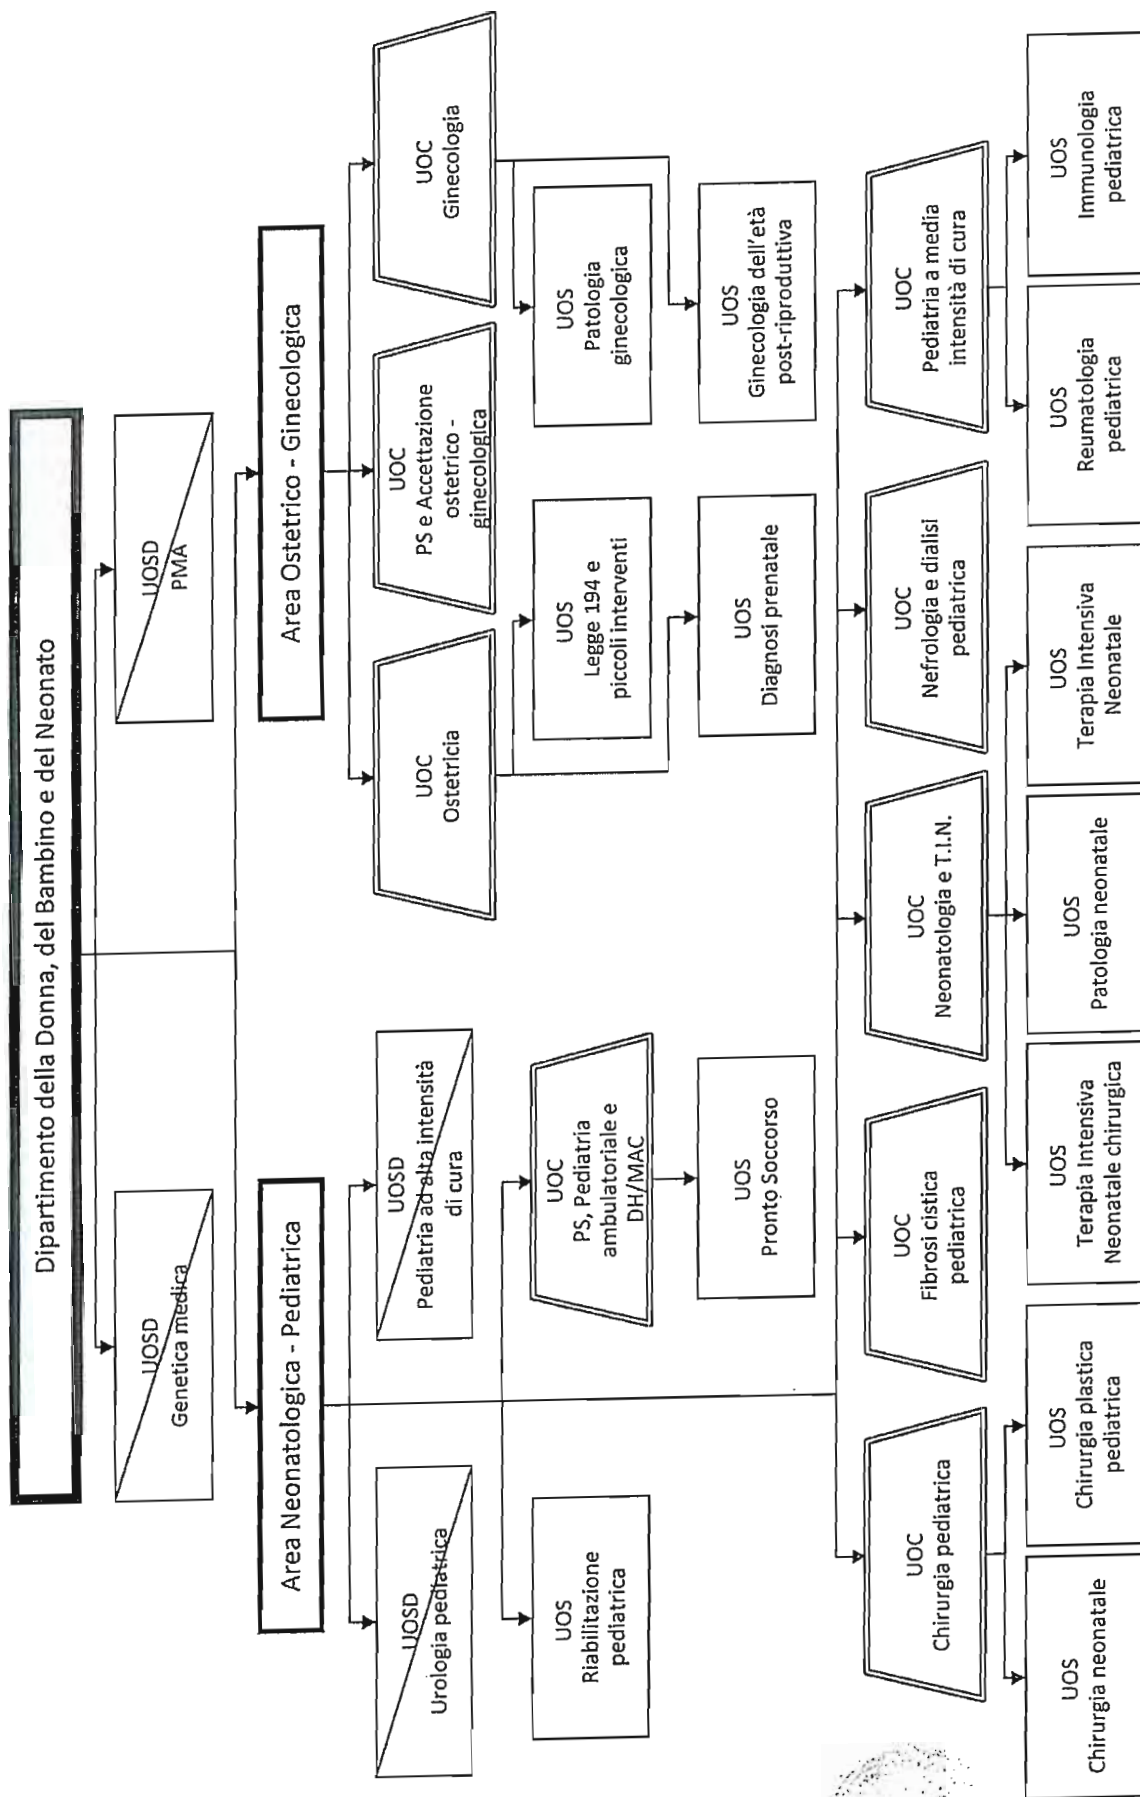 Dipartimento della Donna, del Bambino e del Neonato
UOSD
Genetica medica
UOSD
PMA
Area Neonatologica - Pediatrica
Area Ostetrico - Ginecologica
UOSD
Urologia pediatrica
UOSD
Pediatria ad alta intensità
di cura
UOC
Ostetricia
UOC
PS e Accettazione
ostetrico -
ginecologica
UOC
Ginecologia
UOS
Riabilitazione
pediatrica
UOC
PS, Pediatria
ambulatoriale e
DH/MAC
UOS
Legge 194 e
piccoli interventi
UOS
Patologia
ginecologica
UOS
Pronto Soccorso
UOS
Diagnosi prenatale
UOS
Ginecologia dell'età
post-riproduttiva
UOC
Chirurgia pediatrica
UOC
Fibrosi cistica
pediatrica
UOC
Neonatologia e T.I.N.
UOC
Nefrologia e dialisi
pediatrica
UOC
Pediatria a media
intensità di cura
UOS
Chirurgia neonatale
UOS
Chirurgia plastica
pediatrica
UOS
Terapia Intensiva
Neonatale chirurgica
UOS
Patologia neonatale
UOS
Terapia Intensiva
Neonatale
UOS
Reumatologia
pediatrica
UOS
Immunologia
pediatrica